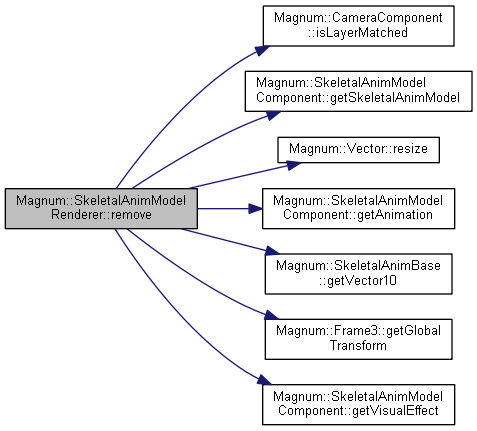 Magnum::CameraComponent
::isLayerMatched
Magnum::SkeletalAnimModel
Component::getSkeletalAnimModel
Magnum::Vector::resize
Magnum::SkeletalAnimModel
Renderer::remove
Magnum::SkeletalAnimModel
Component::getAnimation
Magnum::SkeletalAnimBase
::getVector10
Magnum::Frame3::getGlobal
Transform
Magnum::SkeletalAnimModel
Component::getVisualEffect